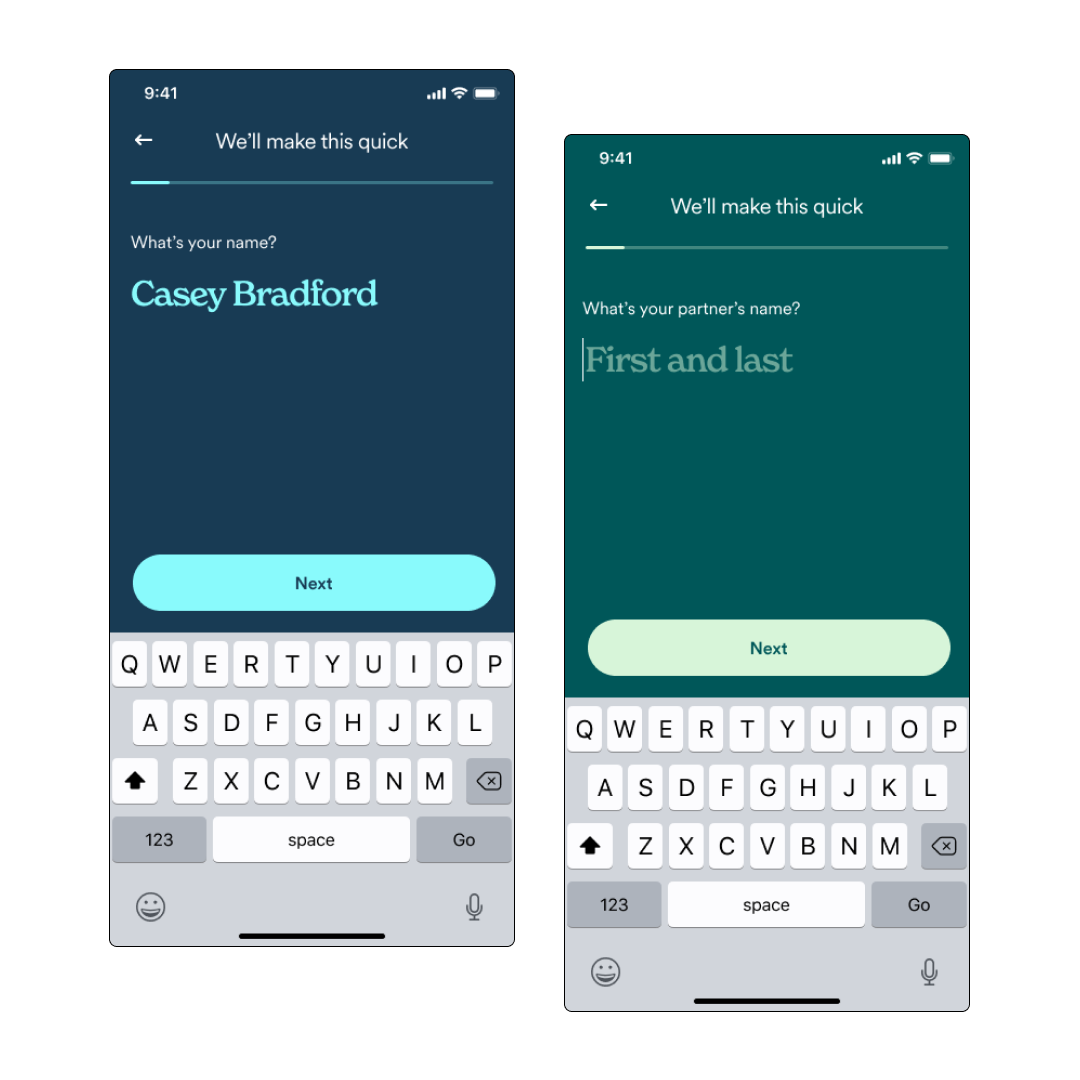 9:41
We’ll make this quick
What’s your name?
Casey Bradford
Next
Q W E R T Y U I O P
A S D F G H J K L
Z X C V B N M
123 space Go
9:41
We’ll make this quick
What’s your partner’s name?
First and last
Next
Q W E R T Y U I O P
A S D F G H J K L
Z X C V B N M
123 space Go